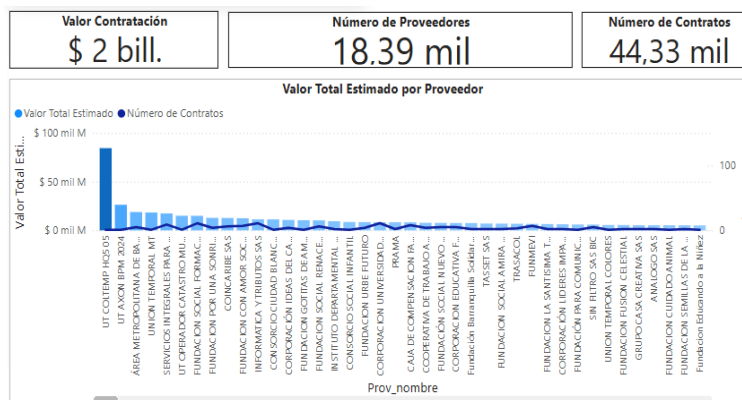 Valor Contratación
$ 2 bill.
Número de Proveedores
18,39 mil
Número de Contratos
44,33 mil
Valor Total Estimado por Proveedor
Valor Total Estimado
Número de Contratos
Valor Total Esti...
$ 100 mil M
$ 50 mil M
$ 0 mil M
100
0
UT COLTEMP HQS 05
UT AXON BPM 2024
ÁREA METROPOLITANA DE BA...
UNION TEMPORAL MT
SERVICIOS INTEGRALES PARA ...
UT OPERADOR CATASTRO MU...
FUNDACION SOCIAL FORMAC...
FUNDACION POR UNA SONRI...
COINCARIBE SAS
FUNDACION CON AMOR SOC...
INFORMATICA Y TRIBUTOS SAS
CONSORCIO CIUDAD BLANC...
CORPORACIÓN IDEAS DEL CA...
FUNDACION GOTITAS DE AM...
FUNDACION SOCIAL RENACE...
INSTITUTO DEPARTAMENTAL ...
CONSORCIO SOCIAL INFANTIL
FUNDACION URBE FUTURO
CORPORACION UNIVERSIDAD...
PRAMA
CAJA DE COMPENSACION FA...
COOPERATIVA DE TRABAJO A...
FUNDACIÓN SOCIAL NUEVO ...
CORPORACION EDUCATIVA F...
Fundación Barranquilla Solidar...
TASSET SAS
FUNDACION SOCIAL AMIRA ...
TRASACOL
FUNMEVI
FUNDACION LA SANTISIMA T...
CORPORACIÓN LIDERES IMPA...
FUNDACIÓN PARA COMUNIC...
SIN FILTRO SAS BIC
UNION TEMPORAL COLORES
FUNDACION FUSION CELESTIAL
GRUPO CASA CREATIVA SAS
ANALOGO SAS
FUNDACION CUIDADO ANIMAL
FUNDACION SEMILLAS DE LA ...
Fundacion Educando a la Niñez
Prov_nombre